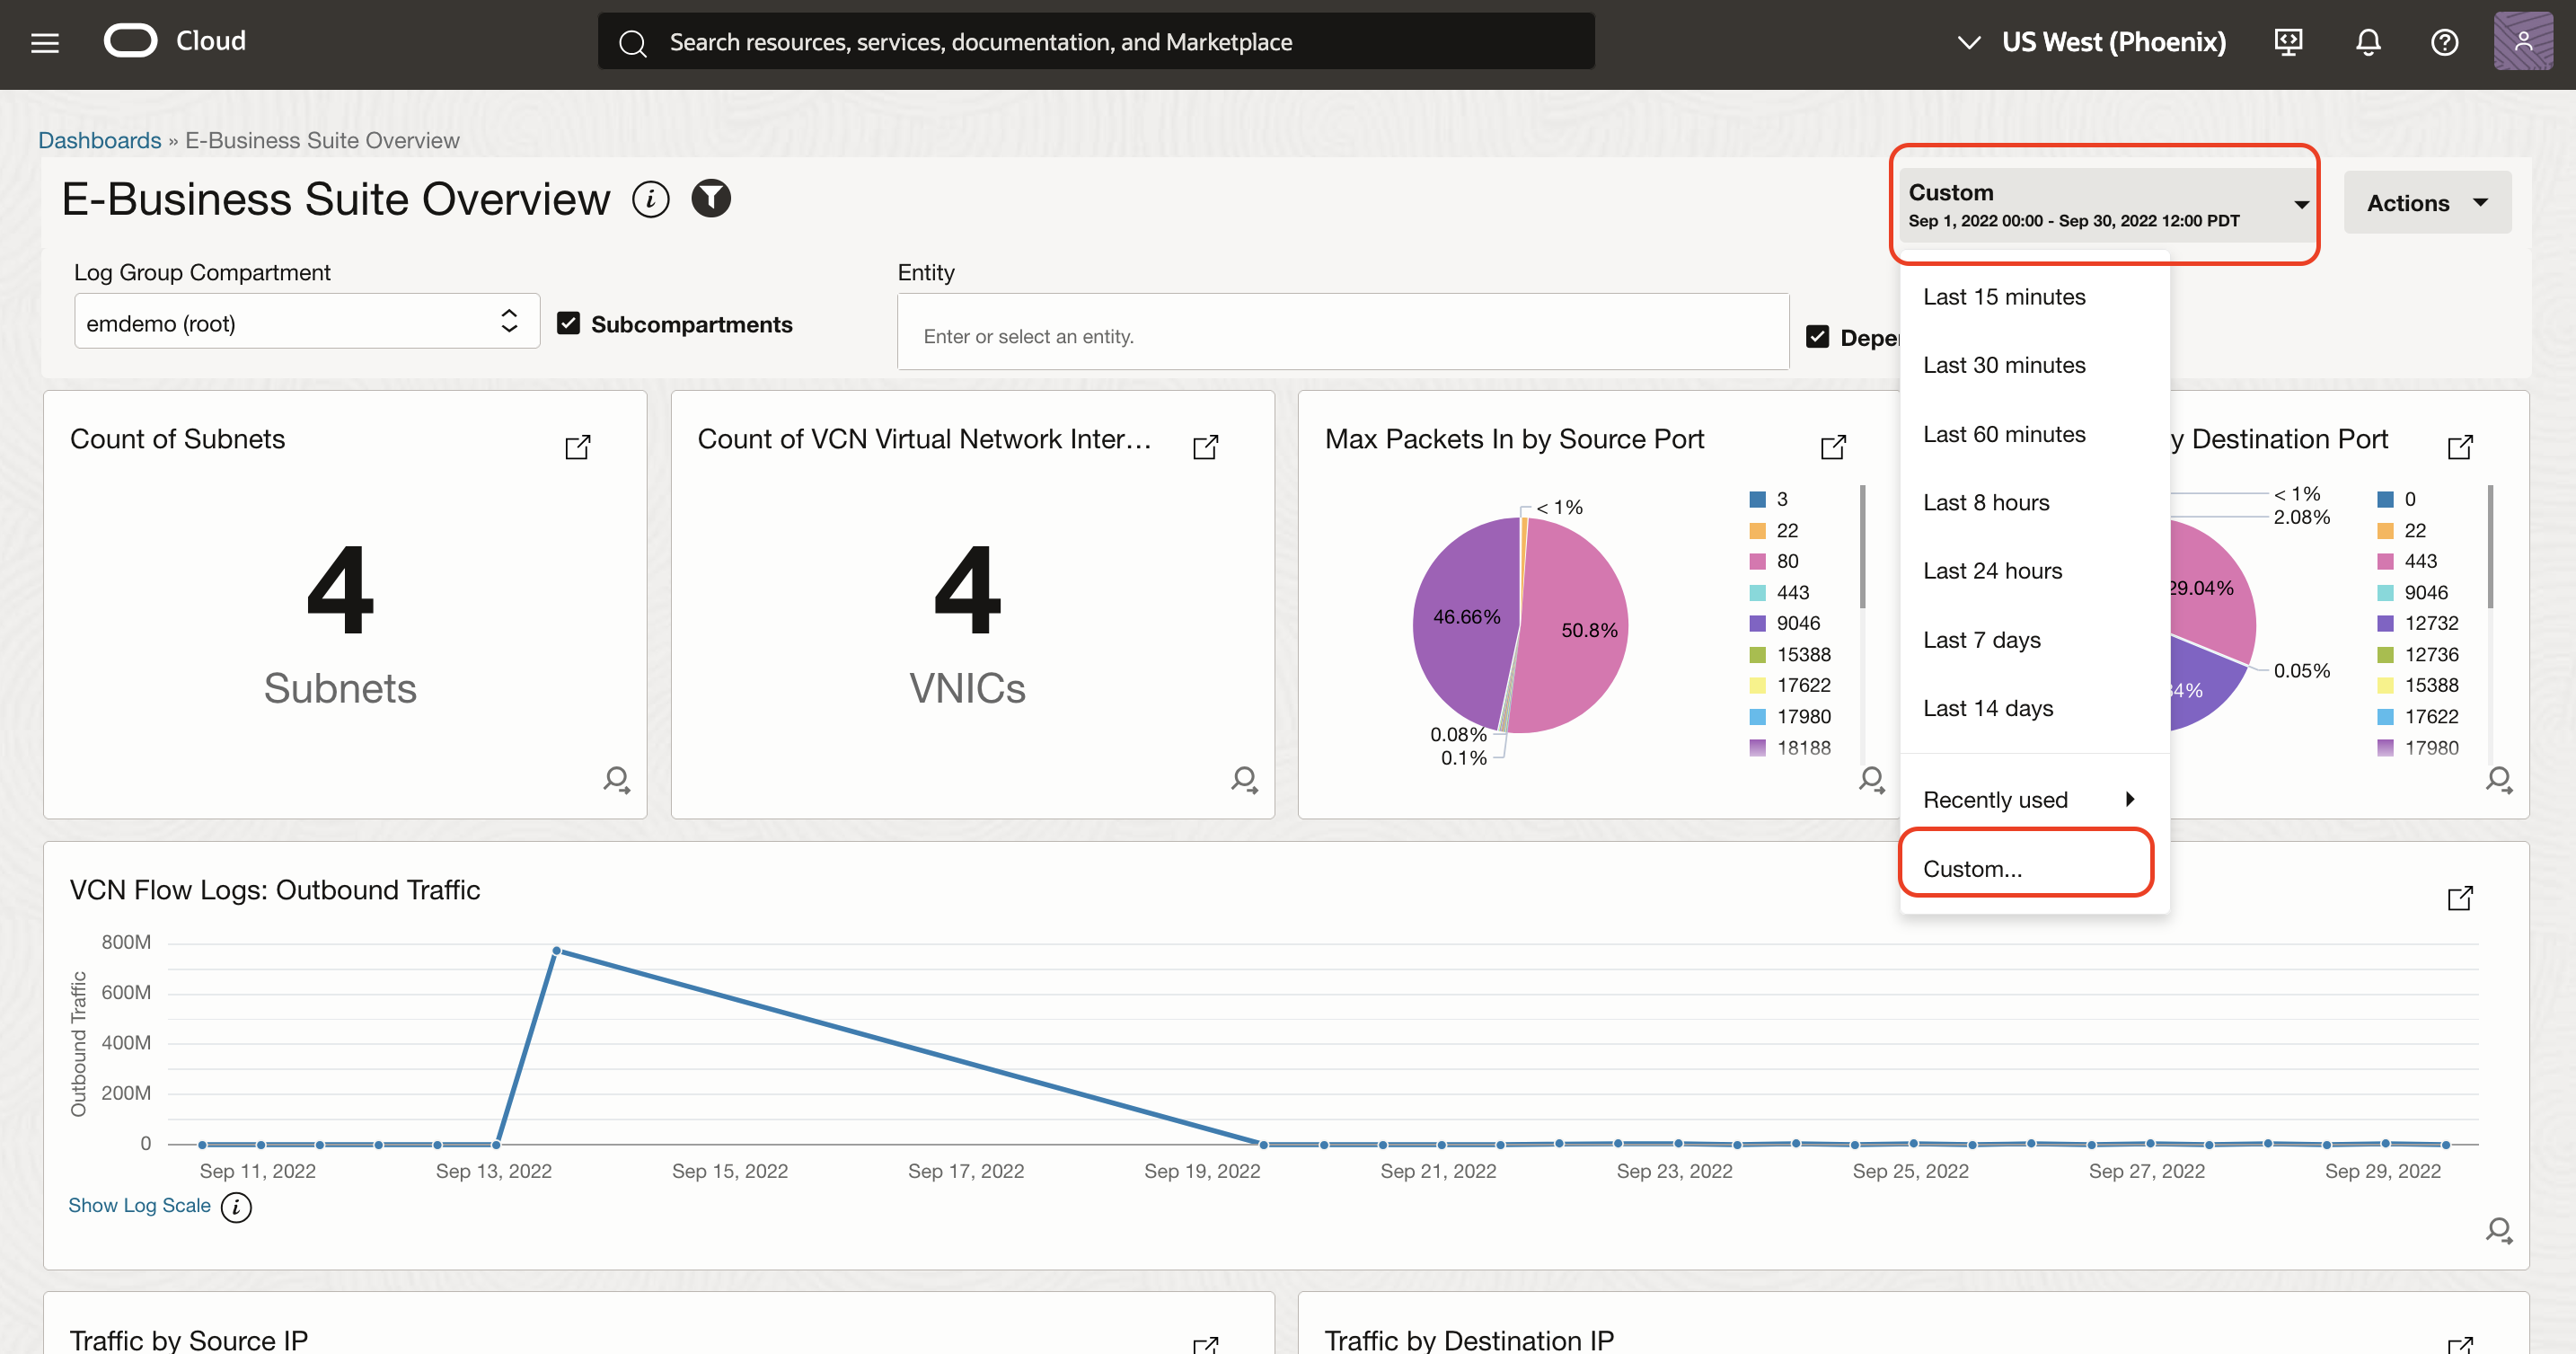 Cloud
Search resources, services, documentation, and Marketplace
US West (Phoenix)
Dashboards » E-Business Suite Overview
E-Business Suite Overview
Custom
Sep 1, 2022 00:00 - Sep 30, 2022 12:00 PDT
Actions
Log Group Compartment
emdemo (root)
Subcompartments
Entity
Enter or select an entity.
Last 15 minutes
Last 30 minutes
Last 60 minutes
Last 8 hours
Last 24 hours
Last 7 days
Last 14 days
Recently used
Custom...
Count of Subnets
4
Subnets
Count of VCN Virtual Network Inter...
4
VNICs
Max Packets In by Source Port
< 1%
46.66%
50.8%
0.08%
0.1%
3
22
80
443
9046
15388
17622
17980
18188
y Destination Port
< 1%
2.08%
29.04%
0.05%
34%
0
22
443
9046
12732
12736
15388
17622
17980
VCN Flow Logs: Outbound Traffic
Outbound Traffic
800M
600M
400M
200M
0
Sep 11, 2022
Sep 13, 2022
Sep 15, 2022
Sep 17, 2022
Sep 19, 2022
Sep 21, 2022
Sep 23, 2022
Sep 25, 2022
Sep 27, 2022
Sep 29, 2022
Show Log Scale
Traffic by Source IP
Traffic by Destination IP